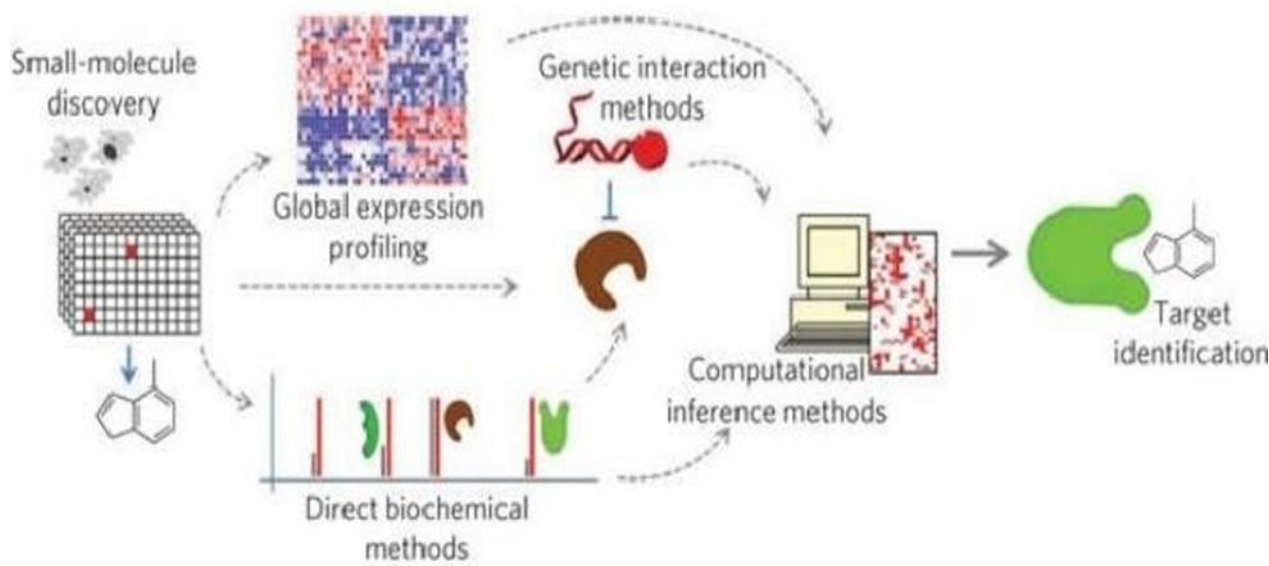 Small-molecule
discovery
Global expression
profiling
Genetic interaction
methods
Direct biochemical
methods
Computational
inference methods
Target
identification